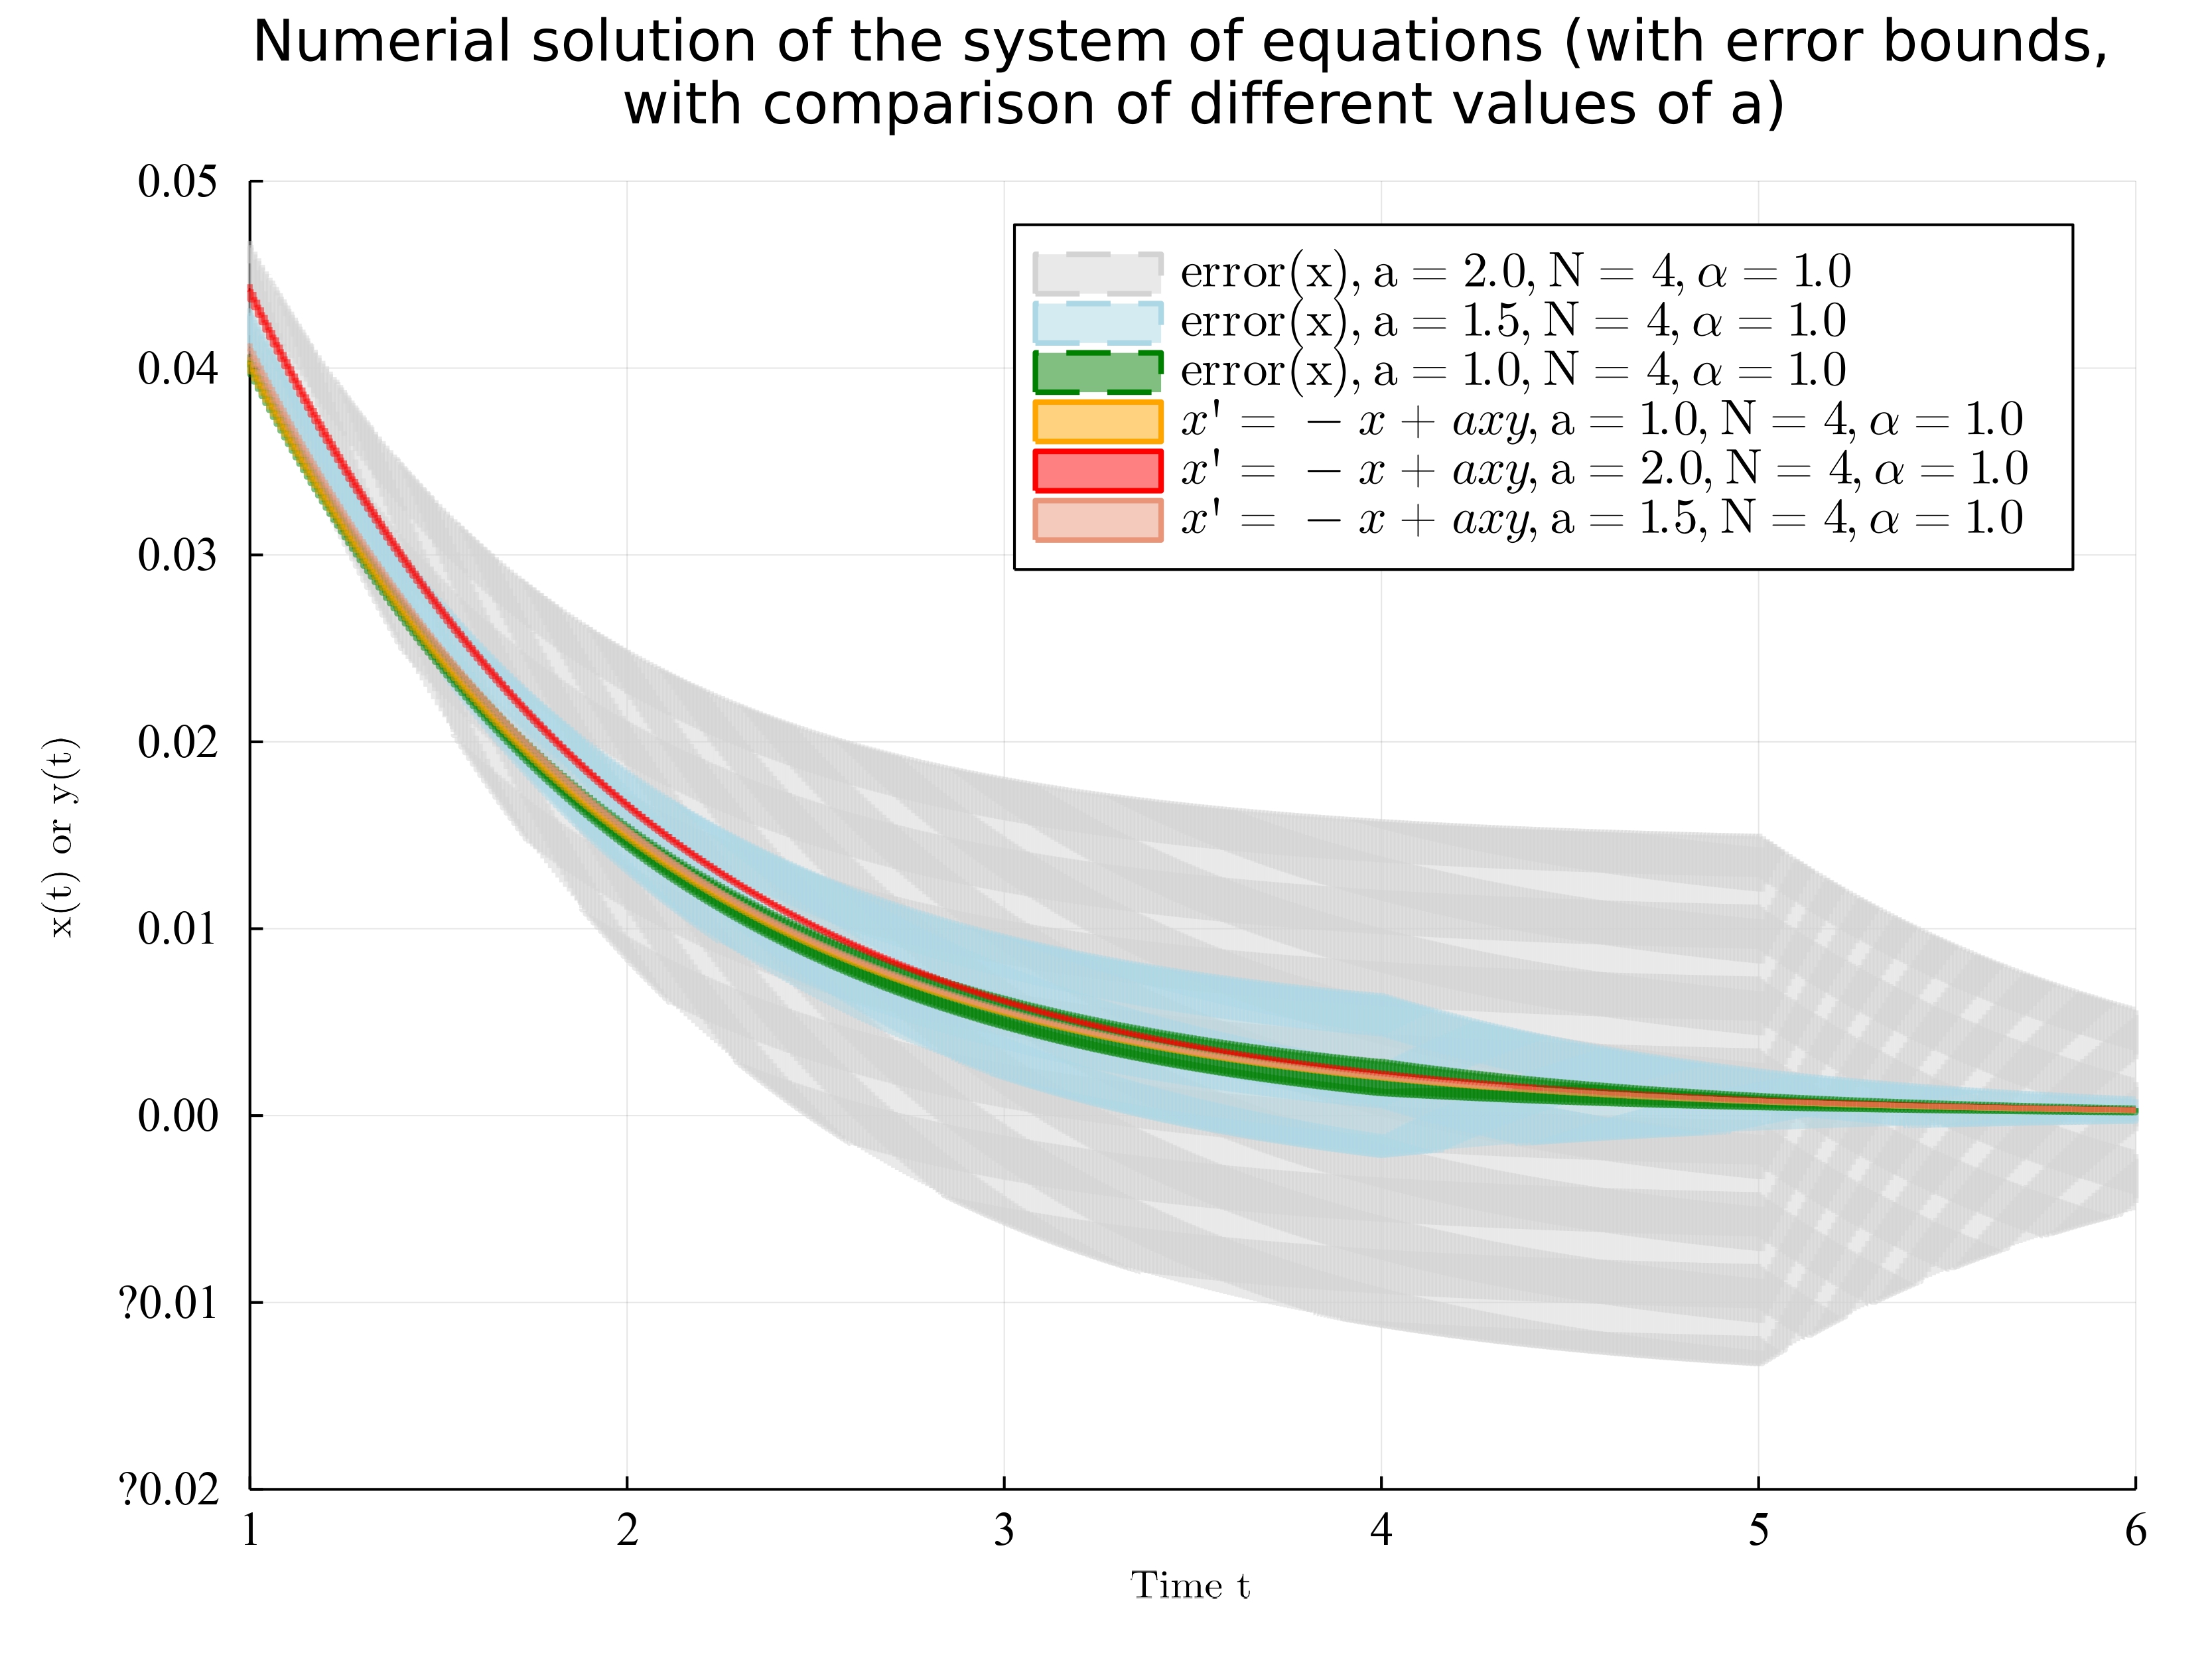 Numerial solution of the system of equations (with error bounds,
with comparison of different values of a)
0.05
0.04
0.03
0.02
0.01
0.00
?0.01
?0.02
x(t) or y(t)
error(x), a = 2.0, N = 4, α = 1.0
error(x), a = 1.5, N = 4, α = 1.0
error(x), a = 1.0, N = 4, α = 1.0
x' = − x + axy, a = 1.0, N = 4, α = 1.0
x' = − x + axy, a = 2.0, N = 4, α = 1.0
x' = − x + axy, a = 1.5, N = 4, α = 1.0
1 2 3 4 5 6
Time t